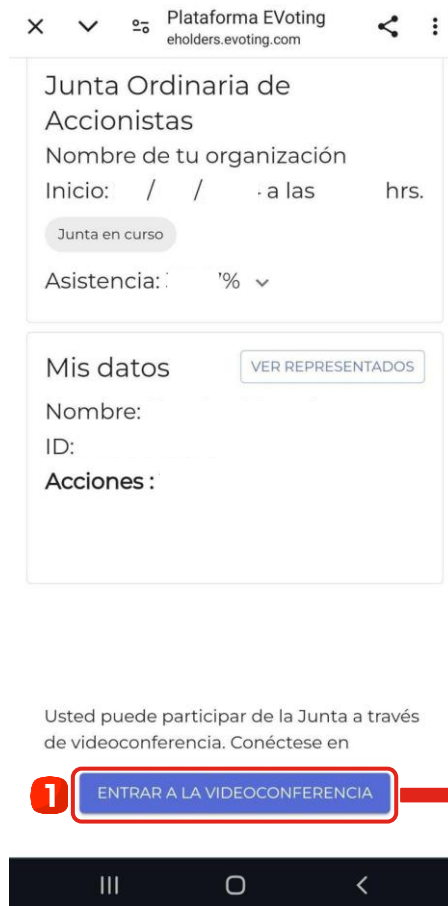 Plataforma EVoting
eholders.evoting.com
Junta Ordinaria de
Accionistas
Nombre de tu organización
Inicio: / / a las hrs.
Junta en curso
Asistencia: %
Mis datos
VER REPRESENTADOS
Nombre:
ID:
Acciones :
Usted puede participar de la Junta a través
de videoconferencia. Conéctese en
1 ENTRAR A LA VIDEOCONFERENCIA